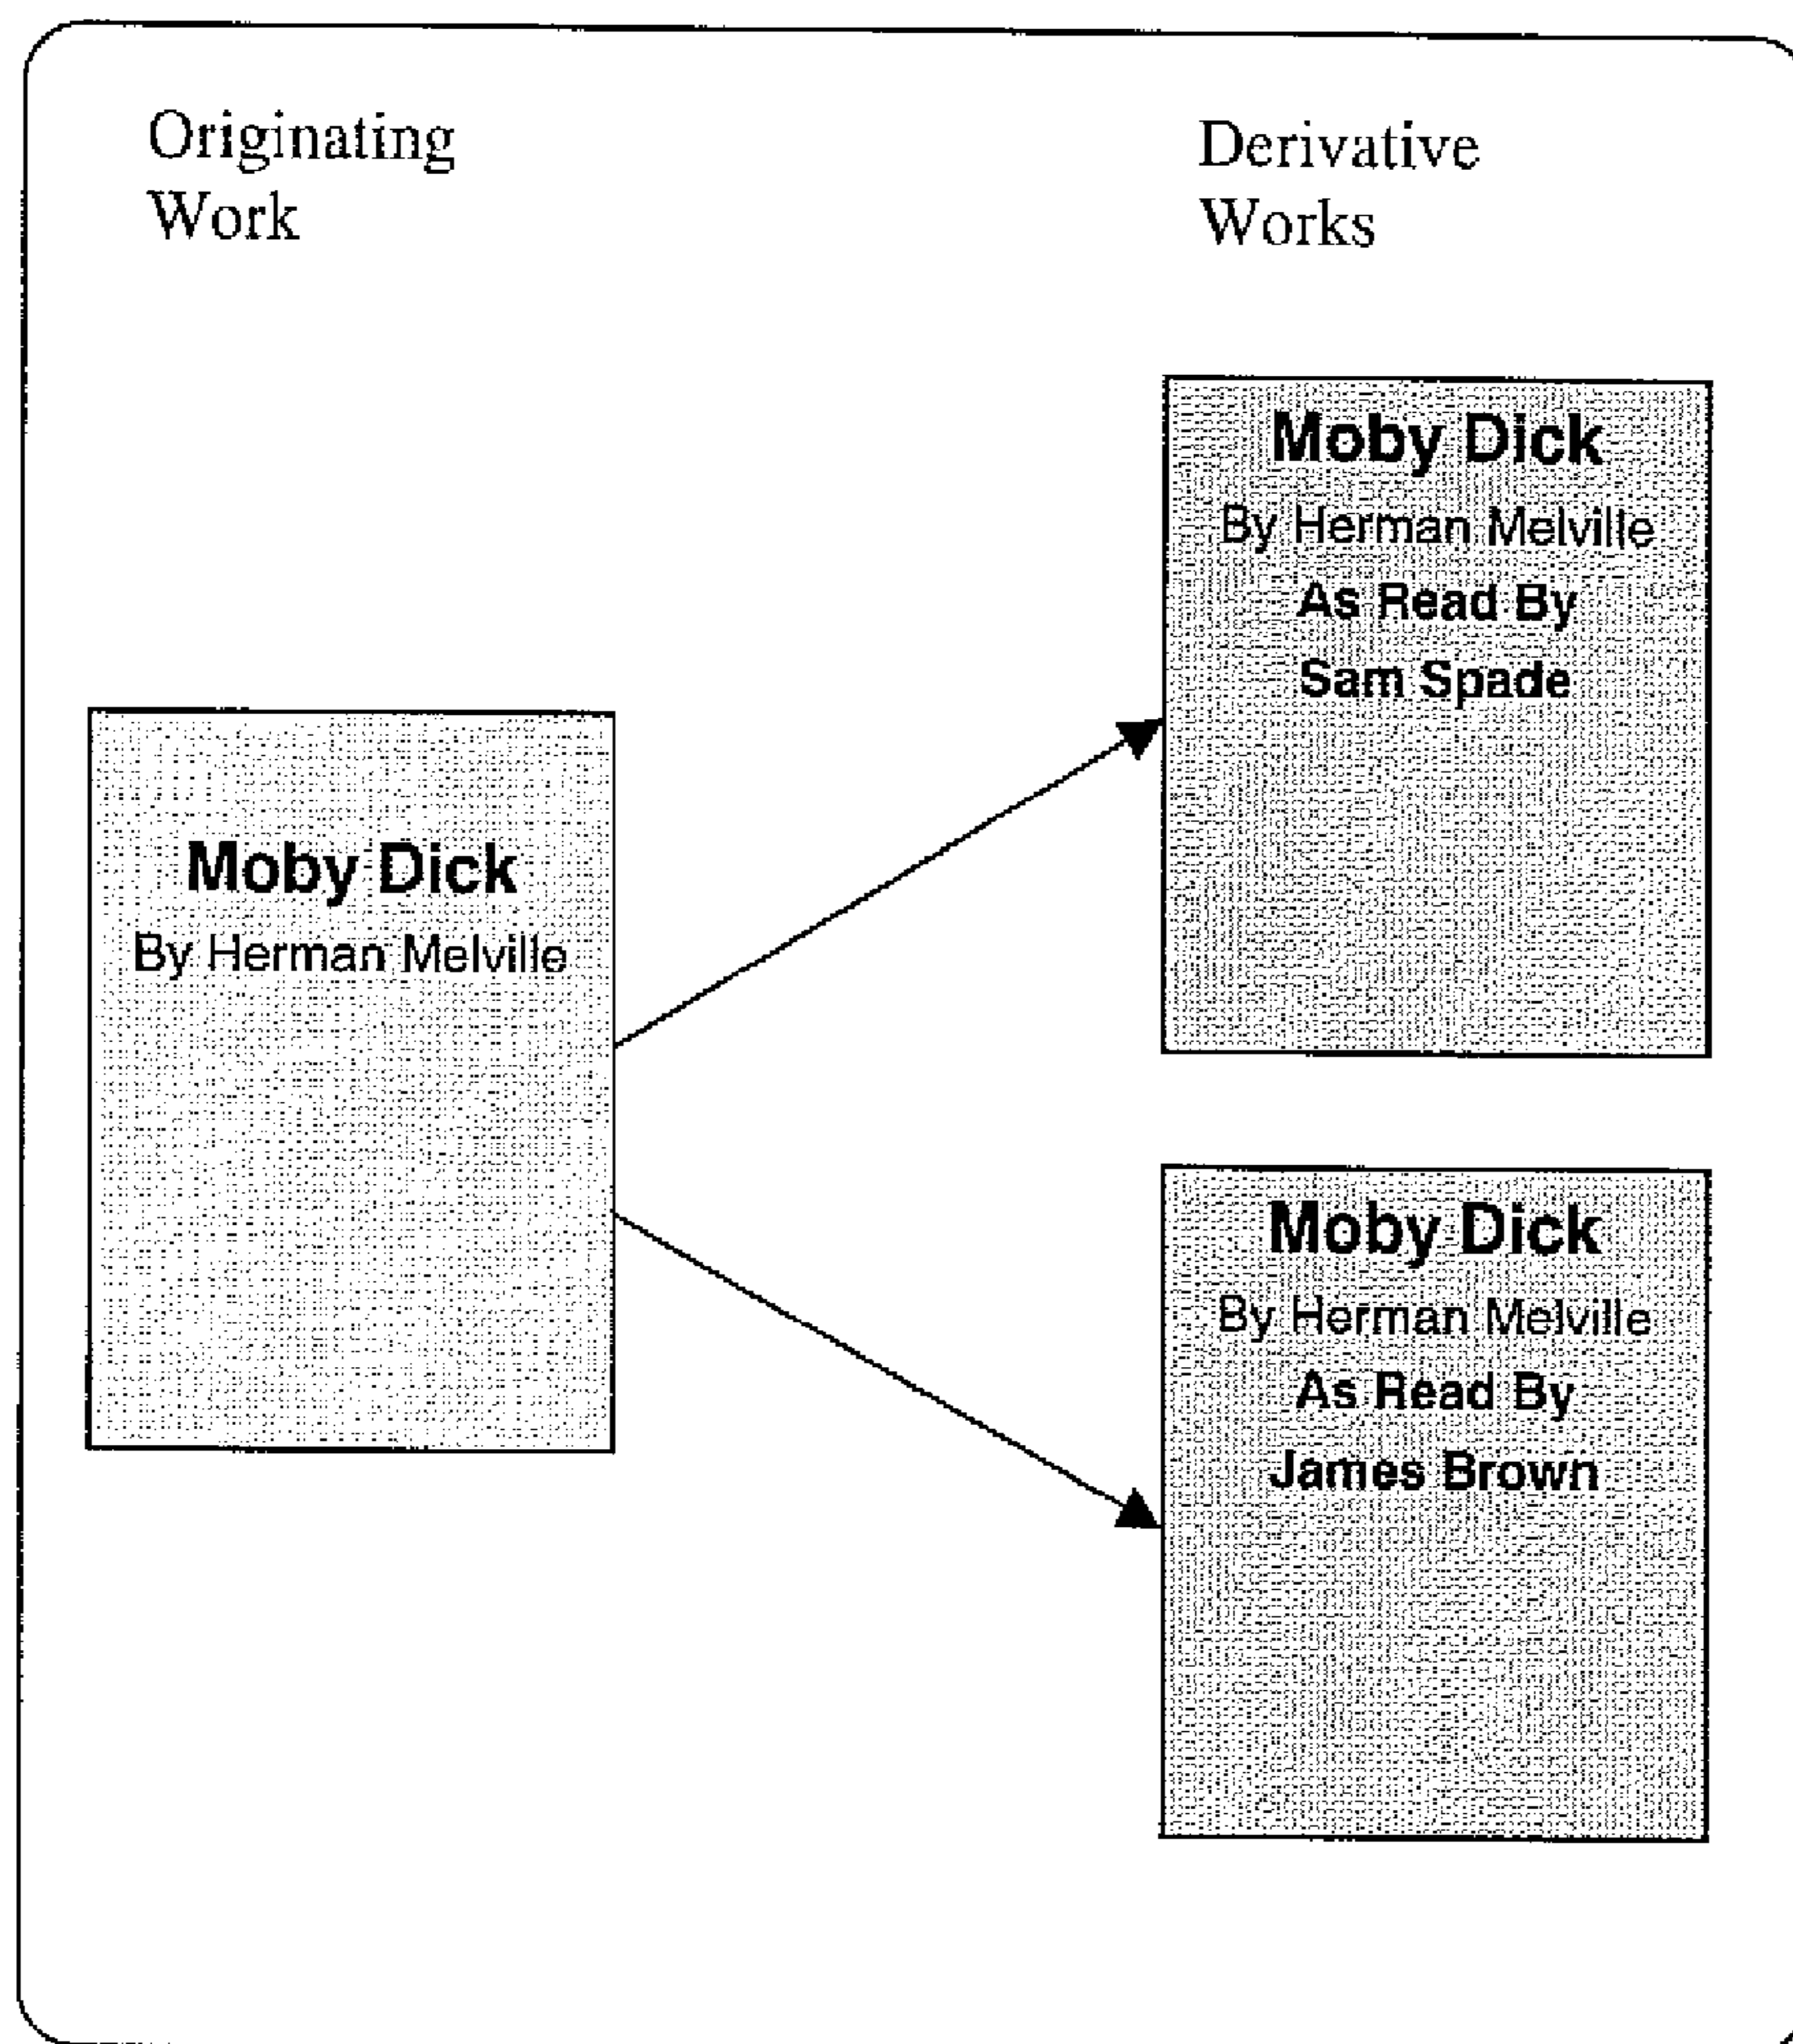 Originating
Work
Derivative
Works
Moby Dick
By Herman Melville
Moby Dick
By Herman Melville
As Read By
Sam Spade
Moby Dick
By Herman Melville
As Read By
James Brown